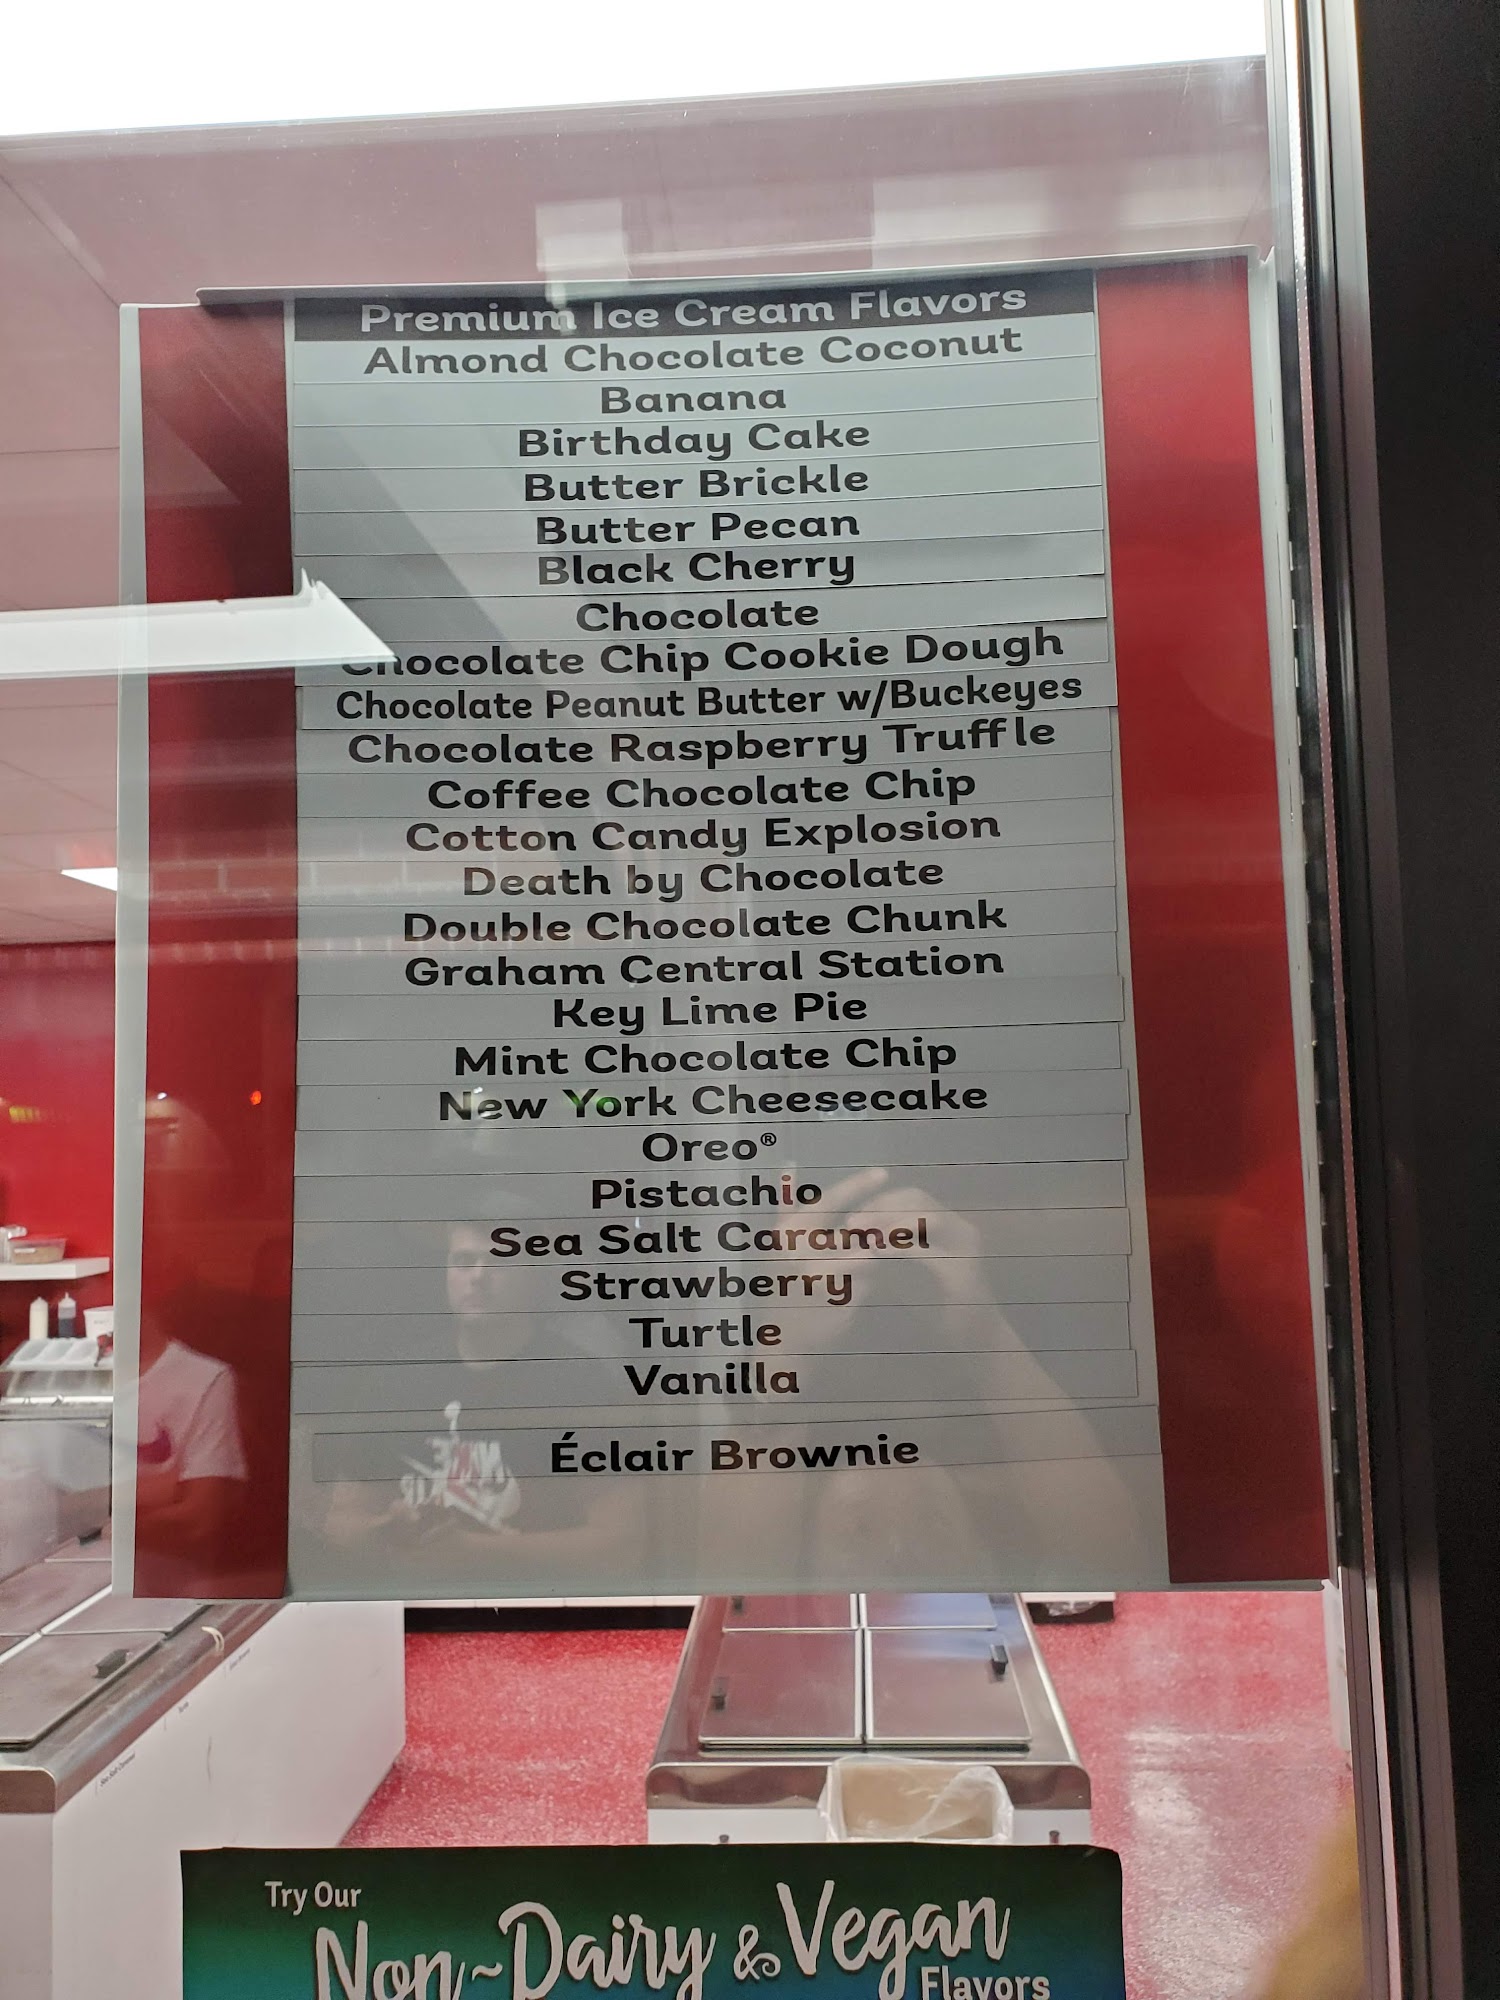 Premium Ice Cream Flavors
Almond Chocolate Coconut
Banana
Birthday Cake
Butter Brickle
Butter Pecan
Black Cherry
Chocolate
Chocolate Chip Cookie Dough
Chocolate Peanut Butter w/Buckeyes
Chocolate Raspberry Truffle
Coffee Chocolate Chip
Cotton Candy Explosion
Death by Chocolate
Double Chocolate Chunk
Graham Central Station
Key Lime Pie
Mint Chocolate Chip
New York Cheesecake
Oreo®
Pistachio
Sea Salt Caramel
Strawberry
Turtle
Vanilla
Éclair Brownie
Try Our
Non-Dairy & Vegan
Flavors